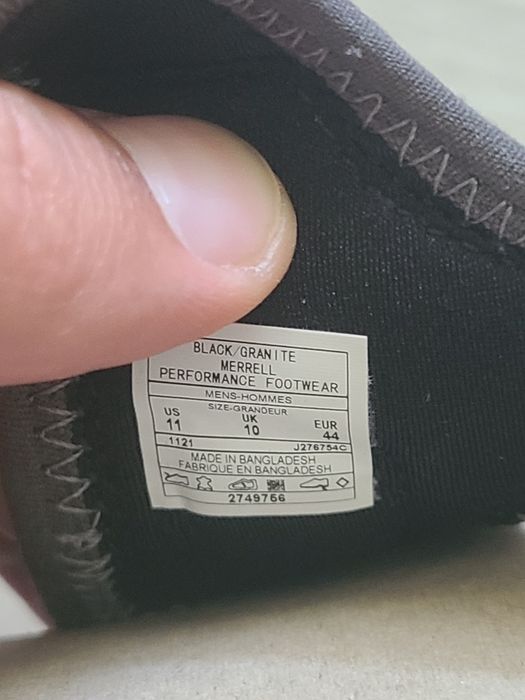 BLACK/GRANITE
MERRELL
PERFORMANCE FOOTWEAR
MENS-HOMMES
SIZE-GRANDEUR
US UK EUR
11 10 44
1121 J276754C
MADE IN BANGLADESH
FABRIQUE EN BANGLADESH
2749756